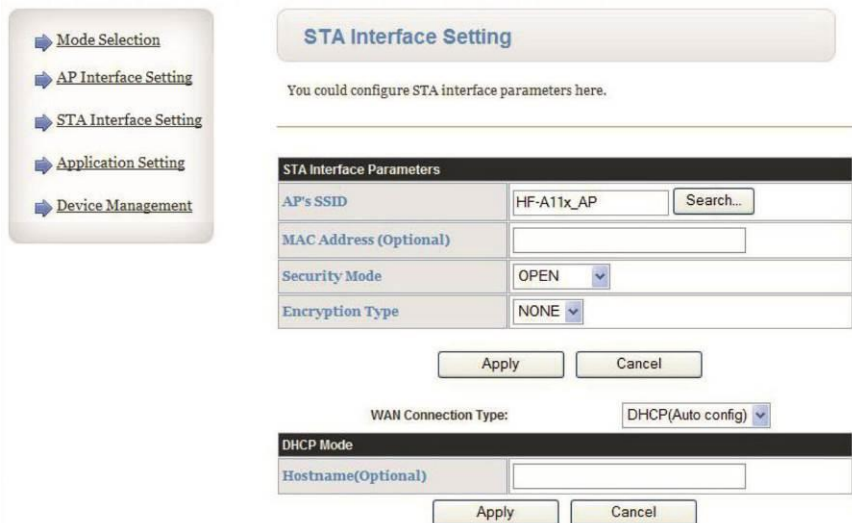 Mode Selection
AP Interface Setting
STA Interface Setting
Application Setting
Device Management
STA Interface Setting
You could configure STA interface parameters here.
STA Interface Parameters
AP's SSID HF-A11x_AP Search...
MAC Address (Optional)
Security Mode OPEN
Encryption Type NONE
Apply Cancel
WAN Connection Type: DHCP(Auto config)
DHCP Mode
Hostname(Optional)
Apply Cancel